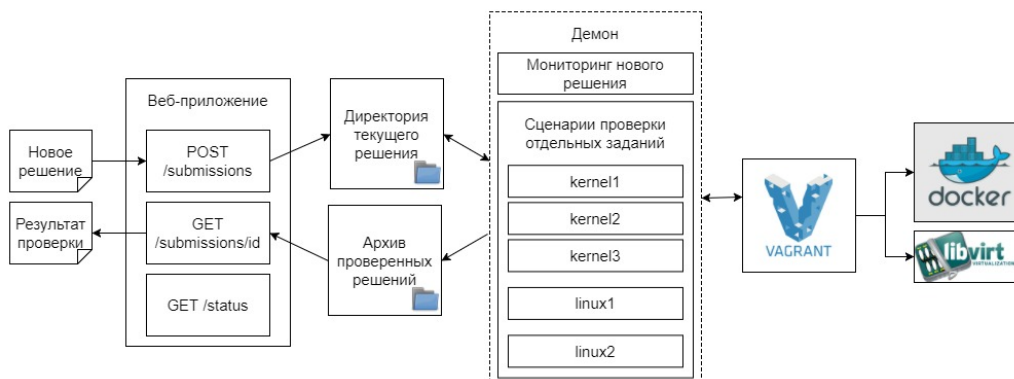 Новое
решение
Результат
проверки
Веб-приложение
POST
/submissions
GET
/submissions/id
GET /status
Директория
текущего
решения
Архив
проверенных
решений
Демон
Мониторинг нового
решения
Сценарии проверки
отдельных заданий
kernel1
kernel2
kernel3
linux1
linux2
VAGRANT
docker
libvirt
VIRTUALIZATION